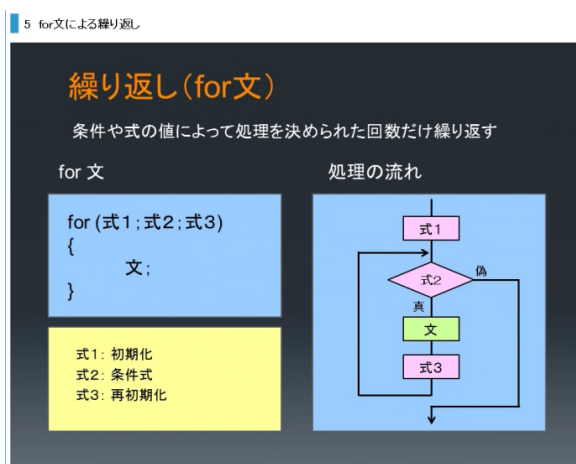 5 for文による繰り返し
繰り返し(for文)
条件や式の値によって処理を決められた回数だけ繰り返す
for 文
for (式1;式2;式3)
{
文;
}
式1: 初期化
式2: 条件式
式3: 再初期化
処理の流れ
式1
式2
偽
真
文
式3